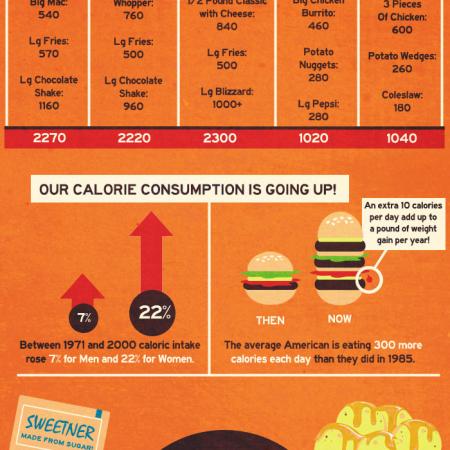 Big Mac: Whopper: 1/2 Pound Classic Big Chicken 3 Pieces
540 760 with Cheese: Burrito: Of Chicken:
840 460 600
Lg Fries: Lg Fries: Lg Fries: Potato Potato Wedges:
570 500 500 Nuggets: 260
280
Lg Chocolate Lg Chocolate Lg Blizzard: Lg Pepsi: Coleslaw:
Shake: Shake: 1000+ 280 180
1160 960
2270 2220 2300 1020 1040
OUR CALORIE CONSUMPTION IS GOING UP!
An extra 10 calories
per day add up to
a pound of weight
gain per year!
7%
22%
THEN
NOW
Between 1971 and 2000 caloric intake
rose 7% for Men and 22% for Women.
The average American is eating 300 more
calories each day than they did in 1985.
SWEETNER
MADE FROM SUGAR!